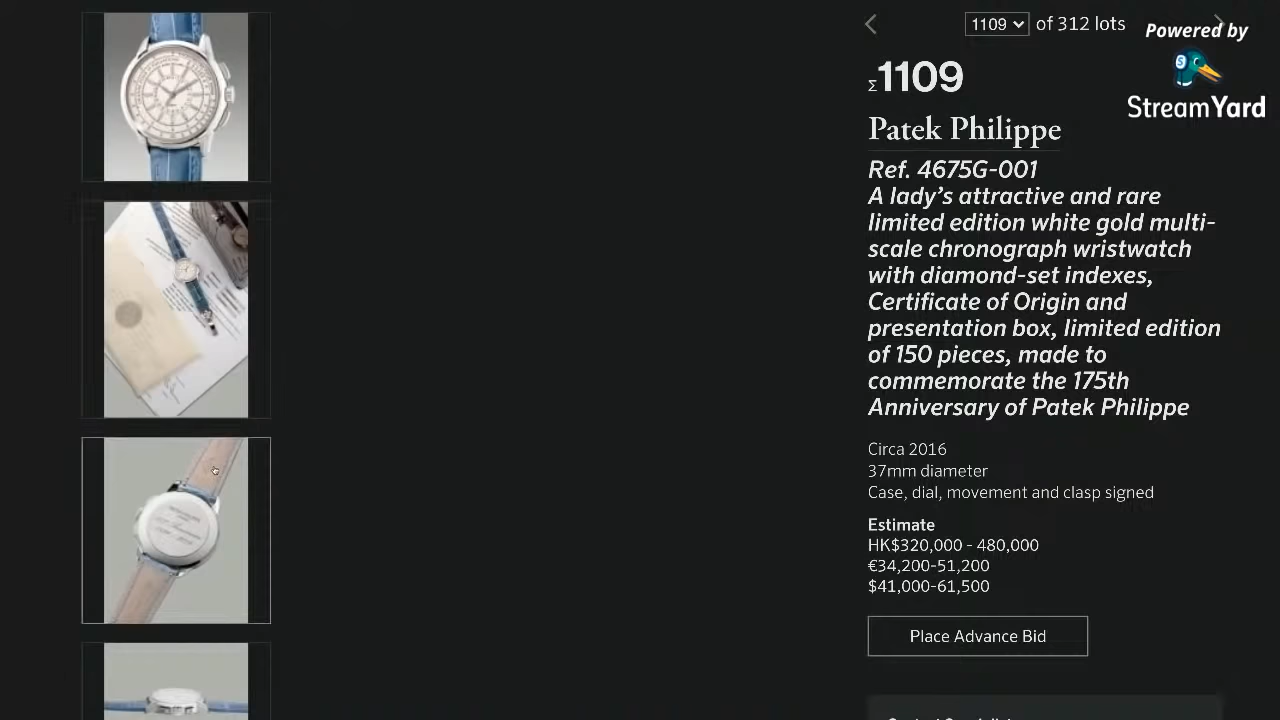 1109 of 312 lots
Powered by
StreamYard
Σ1109
Patek Philippe
Ref. 4675G-001
A lady’s attractive and rare
limited edition white gold multi-
scale chronograph wristwatch
with diamond-set indexes,
Certificate of Origin and
presentation box, limited edition
of 150 pieces, made to
commemorate the 175th
Anniversary of Patek Philippe
Circa 2016
37mm diameter
Case, dial, movement and clasp signed
Estimate
HK$320,000 - 480,000
€34,200-51,200
$41,000-61,500
Place Advance Bid